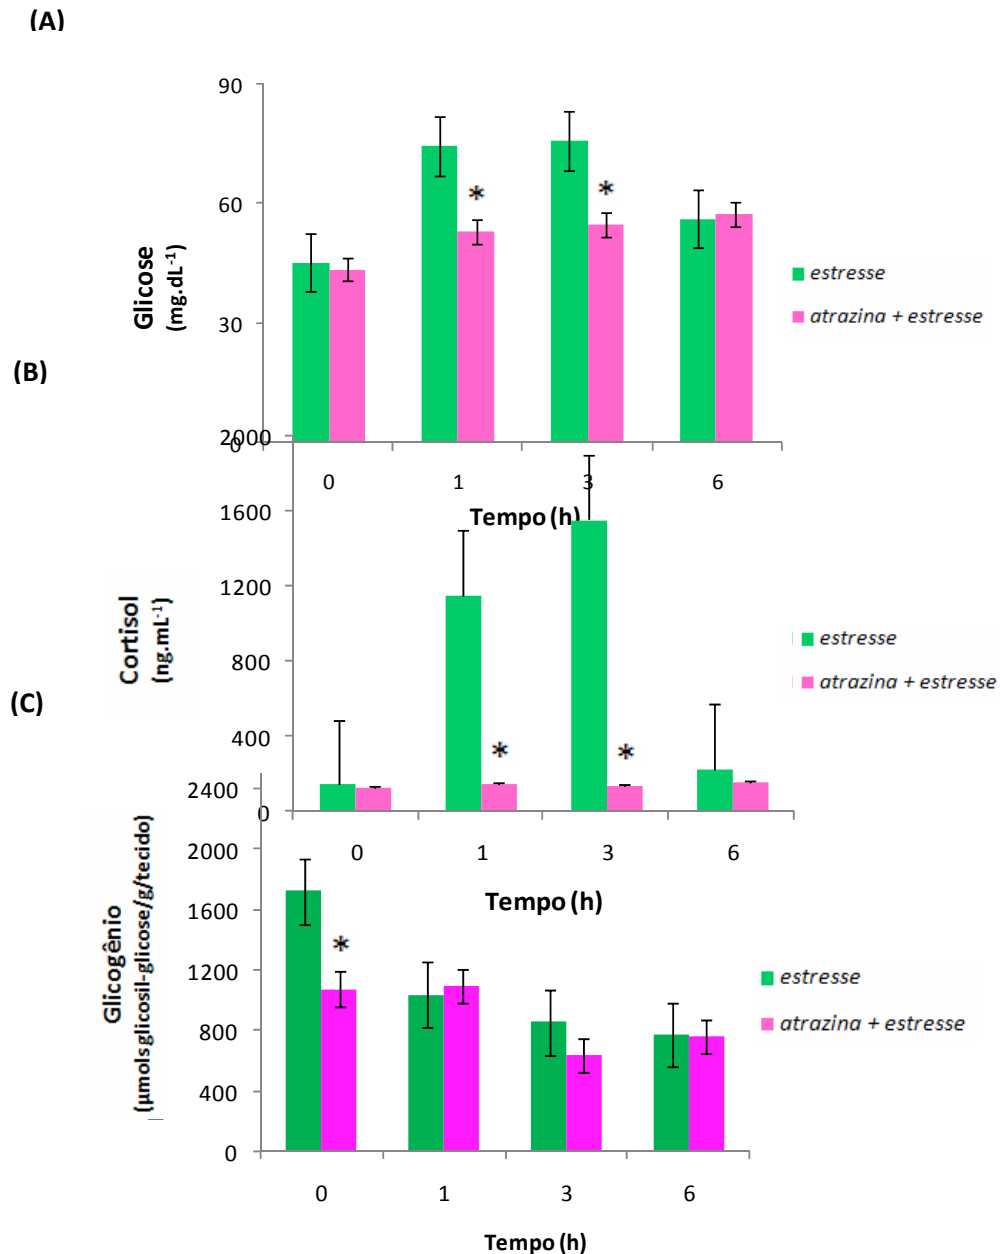 (A)
90
60
30
0
Glicose
(mg.dL⁻¹)
*
*
estresse
atrazina + estresse
0 1 3 6
Tempo (h)
(B)
2000
1600
1200
800
400
0
Cortisol
(ng.mL⁻¹)
*
*
estresse
atrazina + estresse
0 1 3 6
Tempo (h)
(C)
2400
2000
1600
1200
800
400
0
Glicogênio
(µmolsglicosil-glicose/g/tecido)
*
estresse
atrazina + estresse
0 1 3 6
Tempo (h)